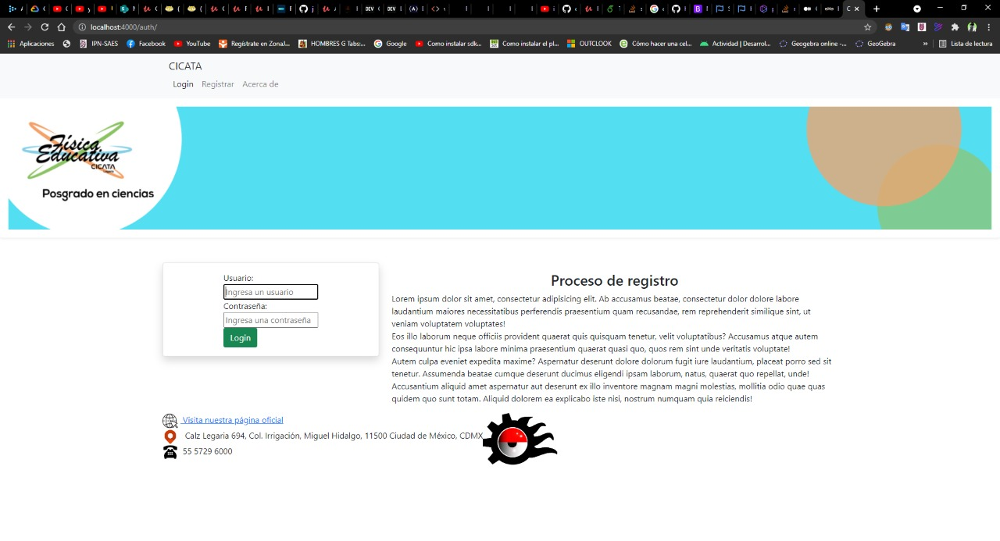 localhost:4000/auth/
Aplicaciones IPN-SAES Facebook YouTube Regístrate en ZonaJ... HOMBRES G Tabs:... Google Como instalar sdk... Como instalar el pl... OUTCLOOK Cómo hacer una cel... Actividad | Desarrol... Geogebra online -... GeoGebra » Lista de lectura
CICATA
Login Registrar Acerca de
Física
Educativa
CICATA
Posgrado en ciencias
Usuario:
Ingresa un usuario
Contraseña:
Ingresa una contraseña
Login
Proceso de registro
Lorem ipsum dolor sit amet, consectetur adipisicing elit. Ab accusamus beatae, consectetur dolor dolore labore
laudantium maiores necessitatibus perferendis praesentium quam recusandae, rem reprehenderit similique sint, ut
veniam voluptatem voluptates!
Eos illo laborum neque officiis provident quaerat quis quisquam tenetur, velit voluptatibus? Accusamus atque autem
consequuntur hic ipsa labore minima praesentium quaerat quasi quo, quos rem sint unde veritatis voluptate!
Autem culpa eveniet expedita maxime? Aspernatur deserunt dolore dolorum fugit iure laudantium, placeat porro sed sit
tenetur. Assumenda beatae cumque deserunt ducimus eligendi ipsam laborum, natus, quaerat quo repellat, unde!
Accusantium aliquid amet aspernatur aut deserunt ex illo inventore magnam magni molestias, mollitia odio quae quas
quidem quo sunt totam. Aliquid dolorem ea explicabo iste nisi, nostrum numquam quia reiciendis!
Visita nuestra página oficial
Calz Legaria 694, Col. Irrigación, Miguel Hidalgo, 11500 Ciudad de México, CDMX
55 5729 6000